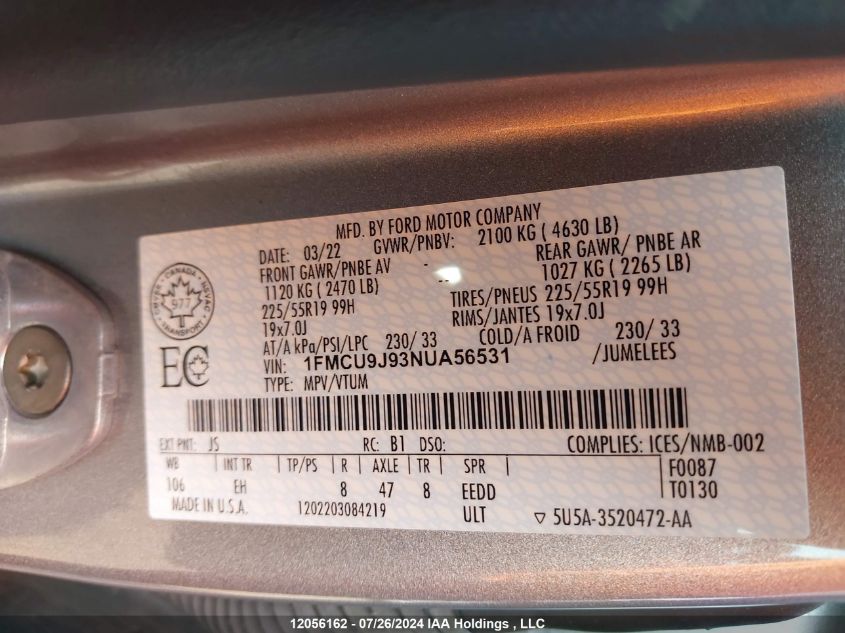 MFD. BY FORD MOTOR COMPANY
DATE: 03/22 GVWR/PNBV: 2100 KG ( 4630 LB)
FRONT GAWR/PNBE AV - REAR GAWR/ PNBE AR
1120 KG ( 2470 LB) -- 1027 KG ( 2265 LB)
225/55R19 99H TIRES/PNEUS 225/55R19 99H
19x7.0J RIMS/JANTES 19x7.0J
AT/A kPa/PSI/LPC 230/ 33 COLD/A FROID 230/ 33
VIN: 1FMCU9J93NUA56531 /JUMELEES
TYPE: MPV/VTUM
CANADA
977
TRANSPORT
EC
EXT PNT: JS RC: B1 DSO: COMPLIES: ICES/NMB-002
WB INT TR TP/PS R AXLE TR SPR F0087
106 EH 8 47 8 EEDD T0130
MADE IN U.S.A. 1202203084219 ULT ▽ 5U5A-3520472-AA
12056162 - 07/26/2024 IAA Holdings , LLC